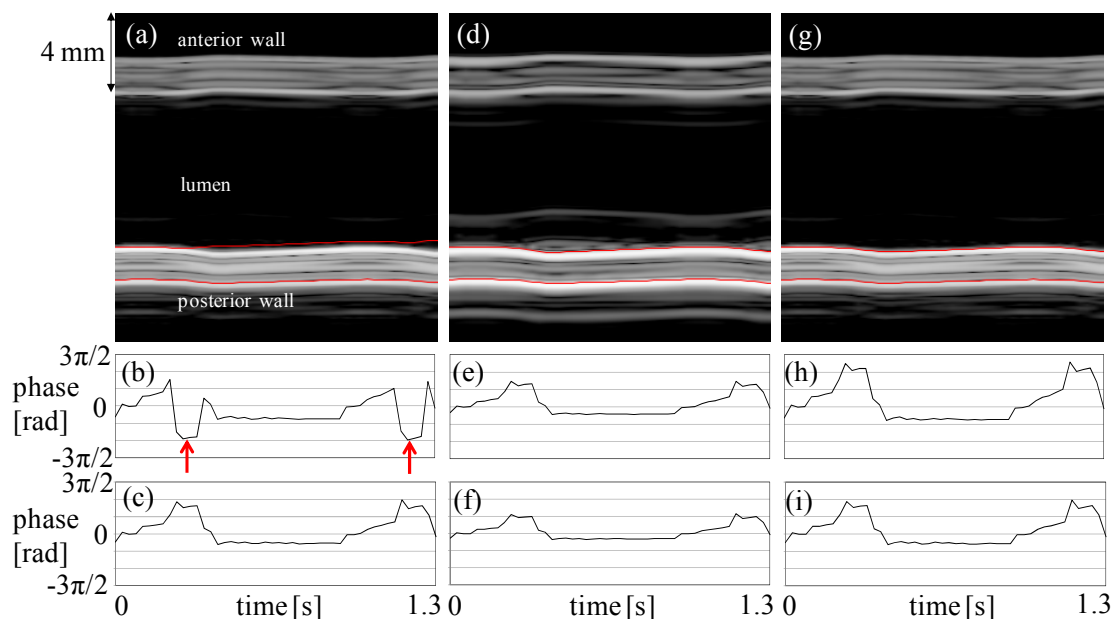 (a) anterior wall (d) (g)
4 mm
lumen
posterior wall
3π/2 (b) (e) (h)
phase
0
[rad]
-3π/2
3π/2 (c) (f) (i)
phase
0
[rad]
-3π/2
0 time[s] 1.3 0 time[s] 1.3 0 time[s] 1.3